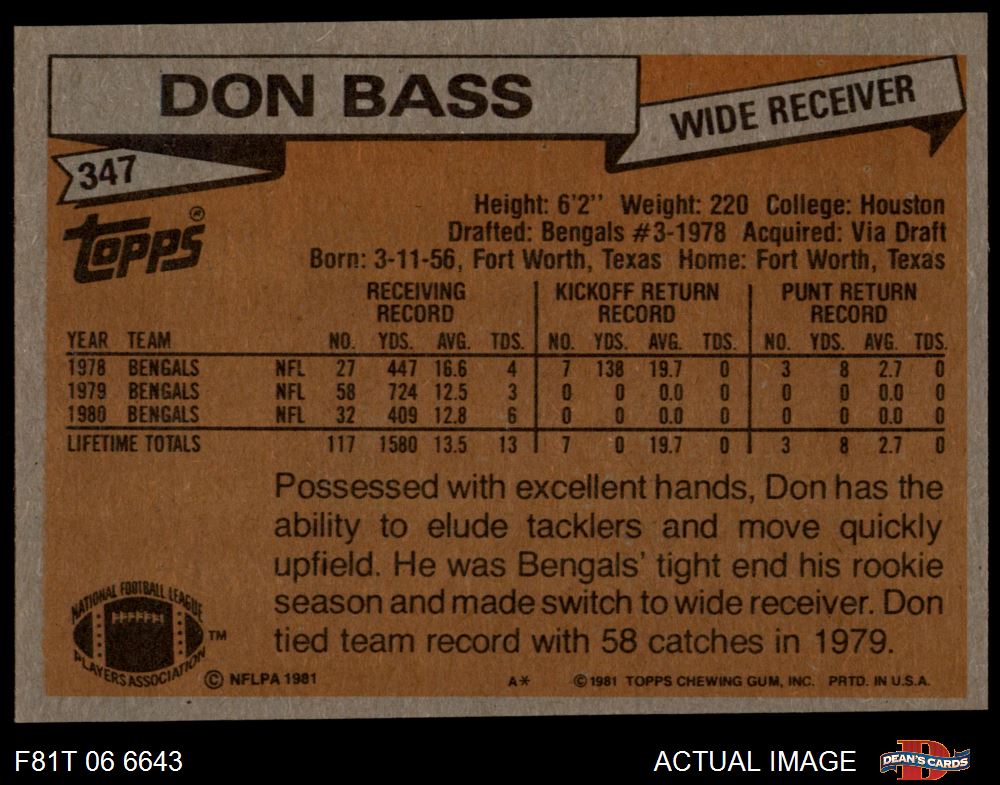 DON BASS
WIDE RECEIVER
347
Topps®
Height: 6'2'' Weight: 220 College: Houston
Drafted: Bengals #3-1978 Acquired: Via Draft
Born: 3-11-56, Fort Worth, Texas Home: Fort Worth, Texas
RECEIVING RECORD KICKOFF RETURN RECORD PUNT RETURN RECORD
YEAR TEAM NO. YDS. AVG. TDS. NO. YDS. AVG. TDS. NO. YDS. AVG. TDS.
1978 BENGALS NFL 27 447 16.6 4 7 138 19.7 0 3 8 2.7 0
1979 BENGALS NFL 58 724 12.5 3 0 0 0.0 0 0 0 0.0 0
1980 BENGALS NFL 32 409 12.8 6 0 0 0.0 0 0 0 0.0 0
LIFETIME TOTALS 117 1580 13.5 13 7 0 19.7 0 3 8 2.7 0
Possessed with excellent hands, Don has the
ability to elude tacklers and move quickly
upfield. He was Bengals' tight end his rookie
season and made switch to wide receiver. Don
tied team record with 58 catches in 1979.
NATIONAL FOOTBALL LEAGUE
PLAYERS ASSOCIATION
TM
© NFLPA 1981
A* © 1981 TOPPS CHEWING GUM, INC. PRTD. IN U.S.A.
F81T 06 6643
ACTUAL IMAGE
D
DEAN'S CARDS